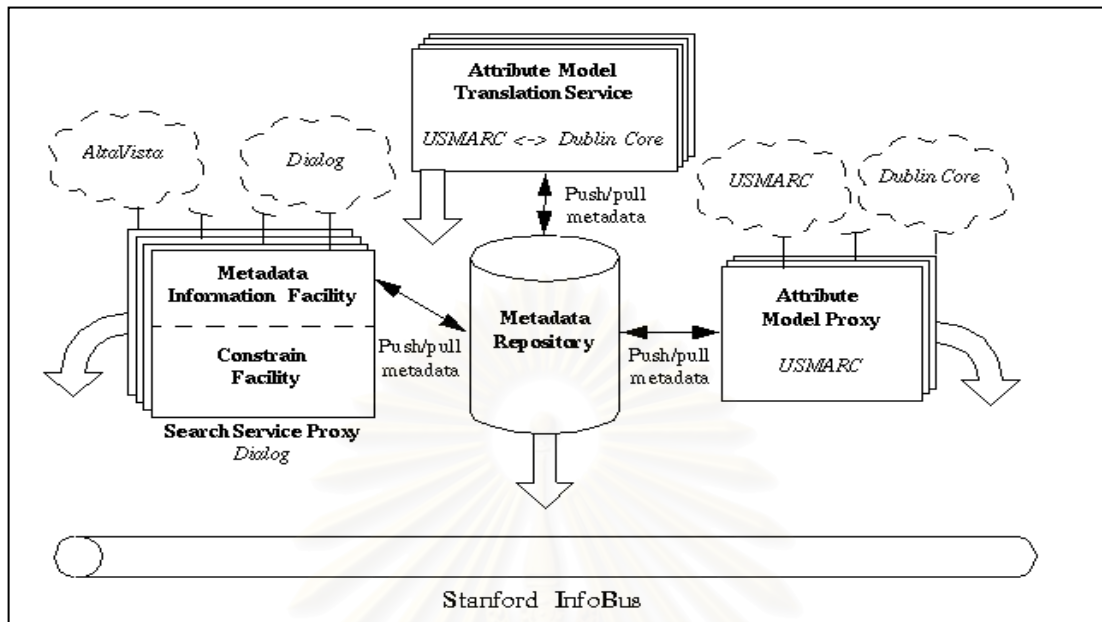 Attribute Model
Translation Service
USMARC <-> Dublin Core
AltaVista
Dialog
USMARC
Dublin Core
Push/pull
metadata
Metadata
Information Facility
Constrain
Facility
Search Service Proxy
Dialog
Push/pull
metadata
Metadata
Repository
Push/pull
metadata
Attribute
Model Proxy
USMARC
Stanford InfoBus